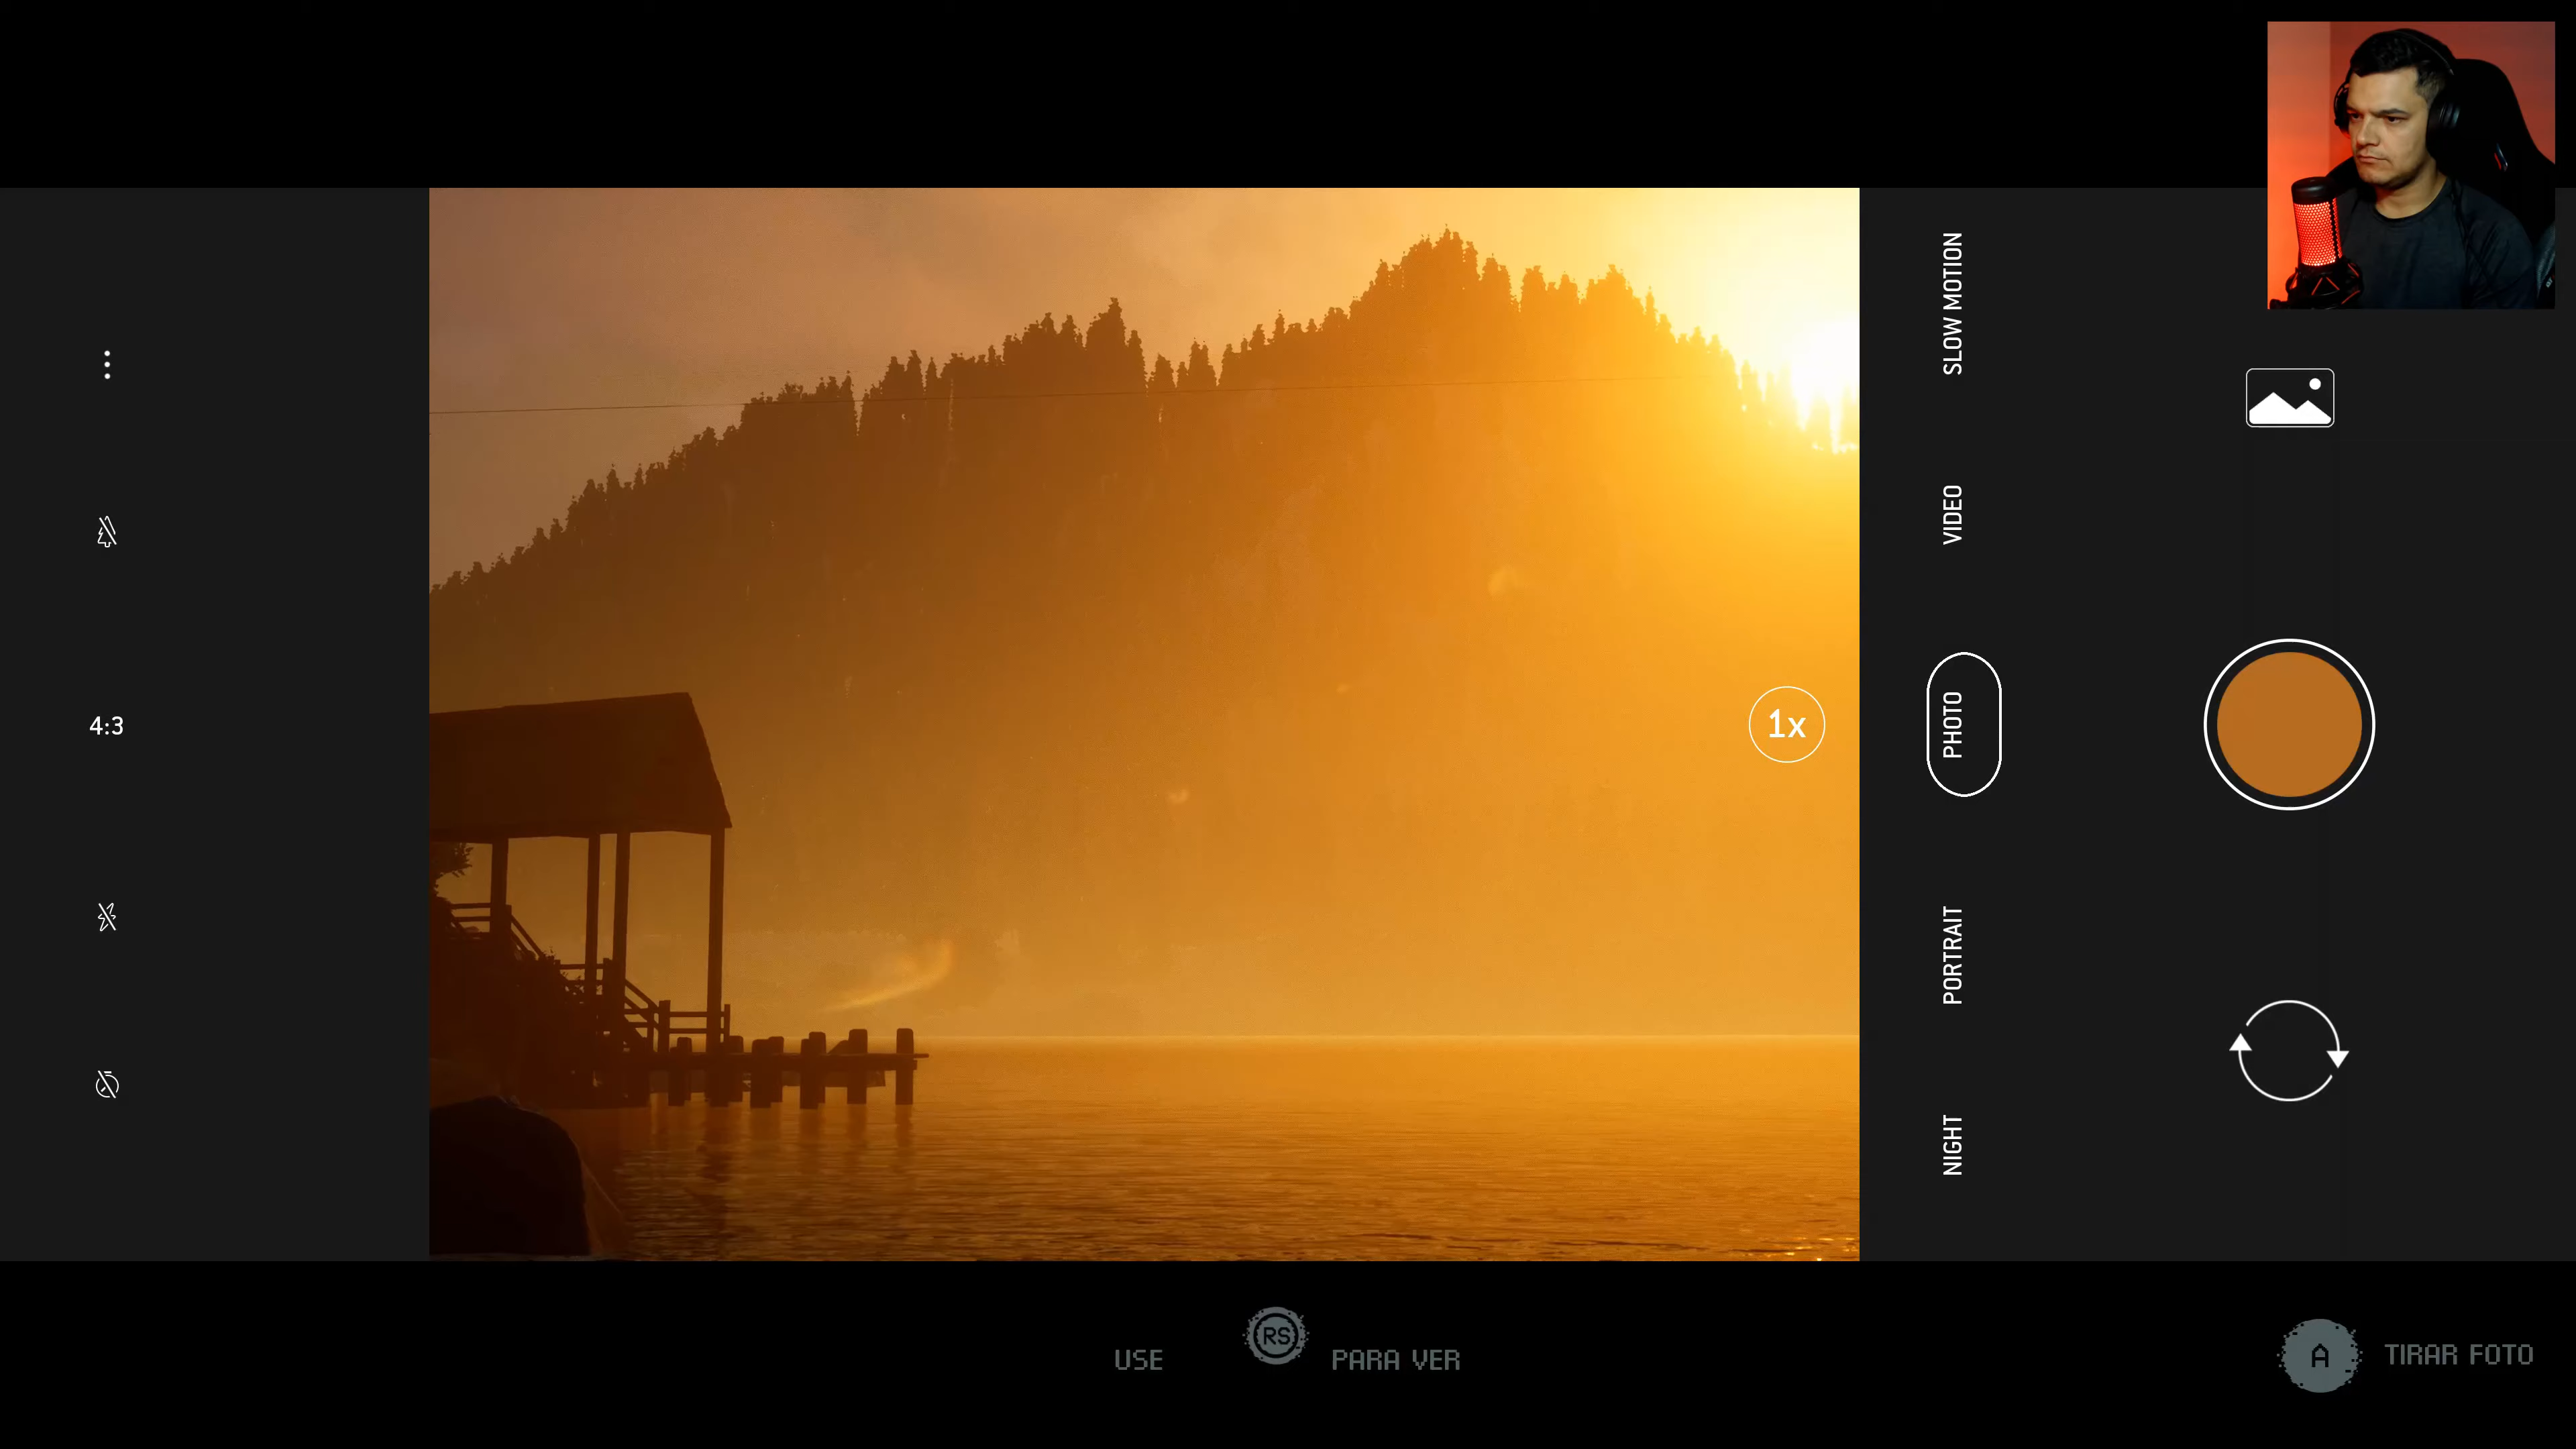 SLOW MOTION
VIDEO
4:3
1x
PHOTO
PORTRAIT
NIGHT
USE RS PARA VER
A TIRAR FOTO